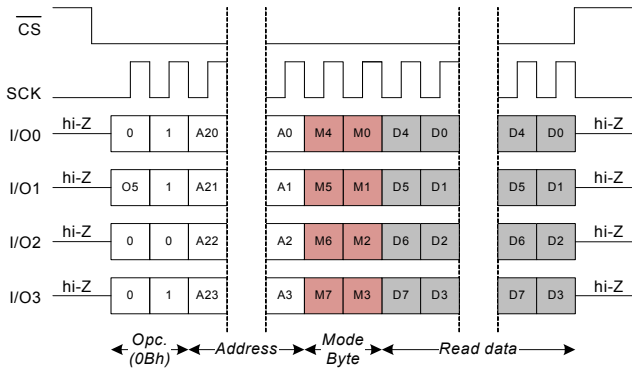 CS
SCK
I/O0 hi-Z 0 1 A20 A0 M4 M0 D4 D0 D4 D0 hi-Z
I/O1 hi-Z O5 1 A21 A1 M5 M1 D5 D1 D5 D1 hi-Z
I/O2 hi-Z 0 0 A22 A2 M6 M2 D6 D2 D6 D2 hi-Z
I/O3 hi-Z 0 1 A23 A3 M7 M3 D7 D3 D7 D3 hi-Z
Opc. Address Mode Read data
(0Bh) Byte